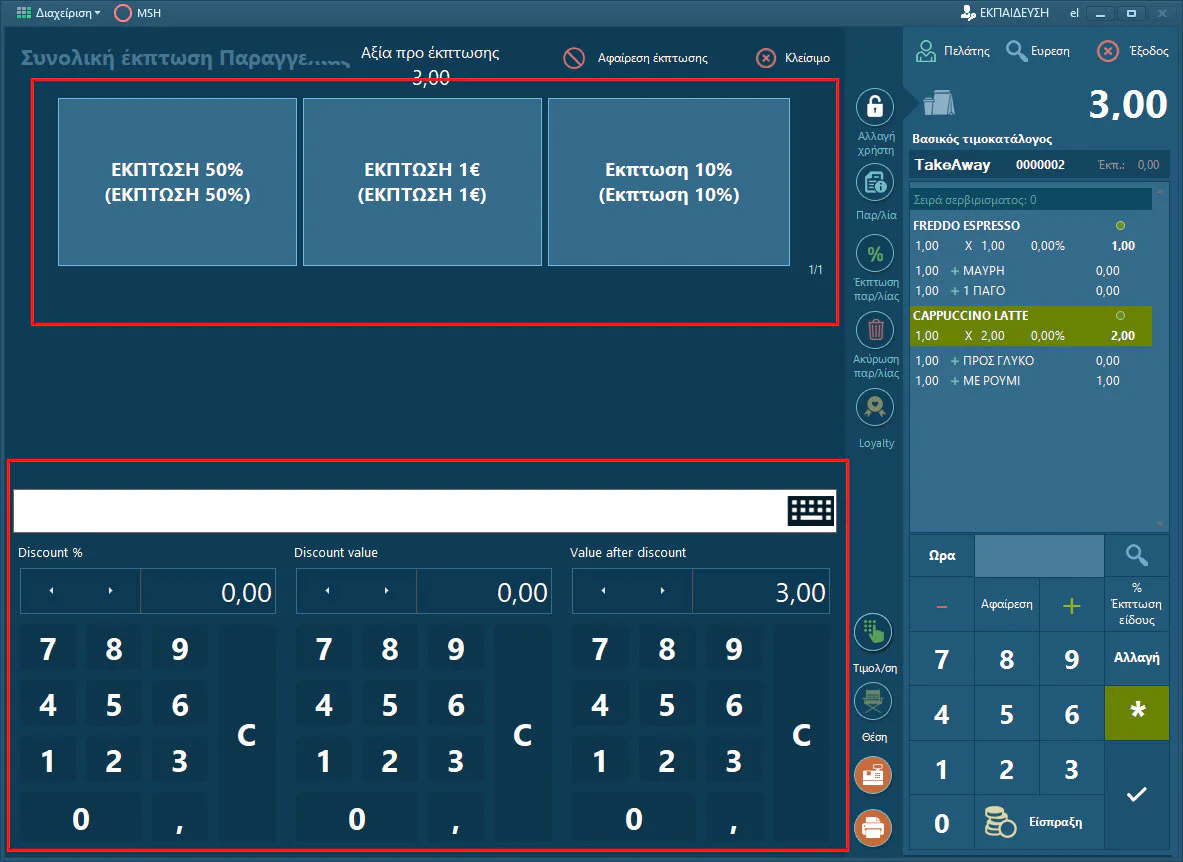 Διαχείριση
MSH
ΕΚΠΑΙΔΕΥΣΗ
el
Συνολική έκπτωση Παραγγελίας
Αξία προ έκπτωσης
3,00
Αφαίρεση έκπτωσης
Κλείσιμο
ΕΚΠΤΩΣΗ 50%
(ΕΚΠΤΩΣΗ 50%)
ΕΚΠΤΩΣΗ 1€
(ΕΚΠΤΩΣΗ 1€)
Εκπτωση 10%
(Εκπτωση 10%)
1/1
Discount %
Discount value
Value after discount
0,00
0,00
3,00
7 8 9
4 5 6
1 2 3
0 ,
C
7 8 9
4 5 6
1 2 3
0 ,
C
7 8 9
4 5 6
1 2 3
0 ,
C
Αλλαγή
χρήστη
Παρ/λία
%
Έκπτωση
παρ/λίας
Ακύρωση
παρ/λίας
Loyalty
Τιμολ/ση
Θέση
Πελάτης
Ευρεση
Έξοδος
3,00
Βασικός τιμοκατάλογος
TakeAway 0000002 Έκπ.: 0,00
Σειρά σερβιρισματος: 0
FREDDO ESPRESSO
1,00 X 1,00 0,00% 1,00
1,00 + ΜΑΥΡΗ 0,00
1,00 + 1 ΠΑΓΟ 0,00
CAPPUCCINO LATTE
1,00 X 2,00 0,00% 2,00
1,00 + ΠΡΟΣ ΓΛΥΚΟ 0,00
1,00 + ΜΕ ΡΟΥΜΙ 1,00
Ωρα
– Αφαίρεση +
%
Έκπτωση
είδους
7 8 9 Αλλαγή
4 5 6 *
1 2 3
0 Είσπραξη